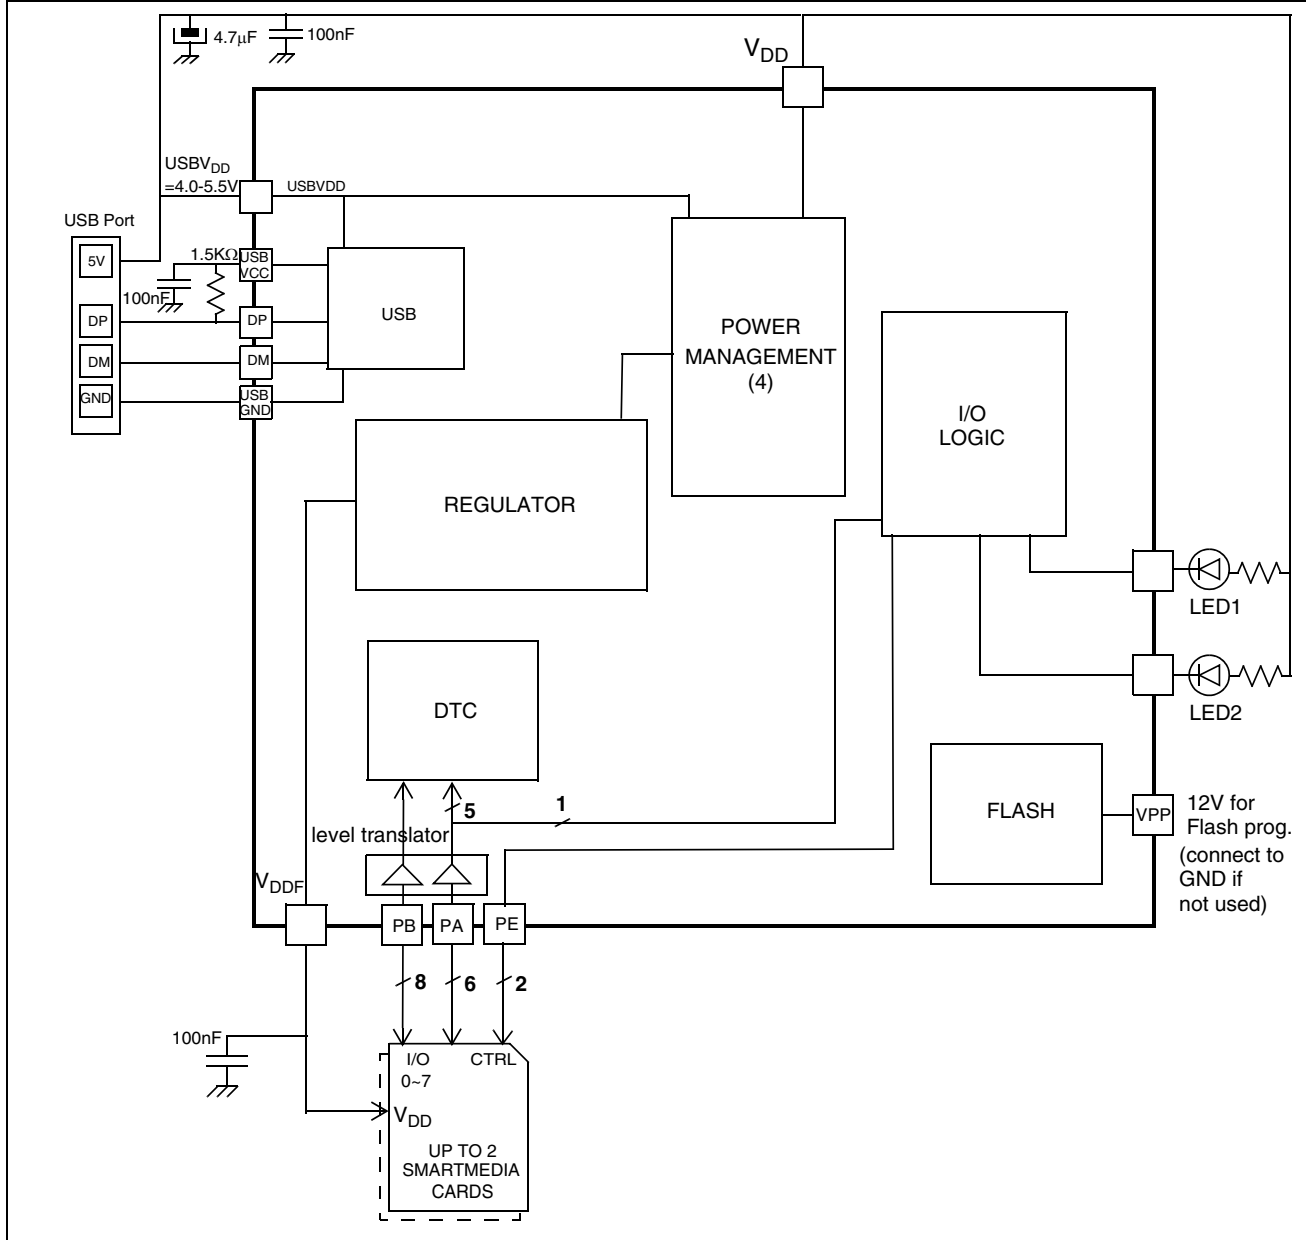 4.7µF
100nF
VDD
USBVDD
=4.0-5.5V
USBVDD
USB Port
5V
1.5KΩ
USB
VCC
100nF
DP
DP
DM
DM
GND
USB
GND
USB
POWER
MANAGEMENT
(4)
I/O
LOGIC
REGULATOR
LED1
DTC
LED2
5
1
level translator
FLASH
VPP
12V for
Flash prog.
(connect to
GND if
not used)
VDDF
PB
PA
PE
8
6
2
100nF
I/O
0~7
CTRL
VDD
UP TO 2
SMARTMEDIA
CARDS